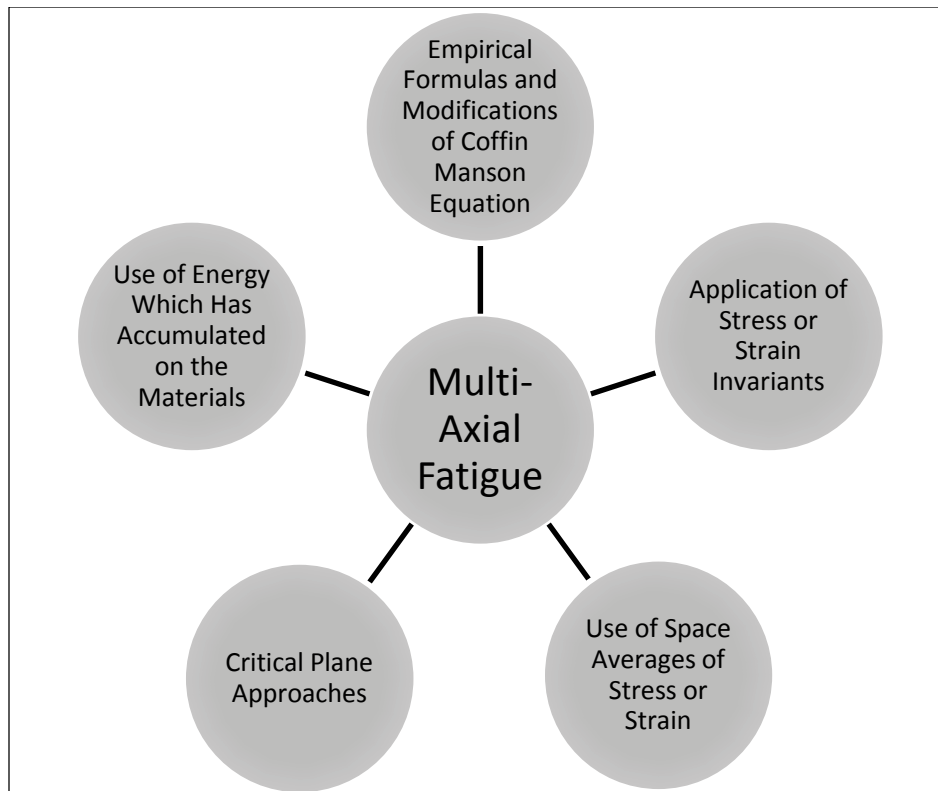 Empirical
Formulas and
Modifications
of Coffin
Manson
Equation
Use of Energy
Which Has
Accumulated
on the
Materials
Application of
Stress or
Strain
Invariants
Multi-
Axial
Fatigue
Critical Plane
Approaches
Use of Space
Averages of
Stress or
Strain